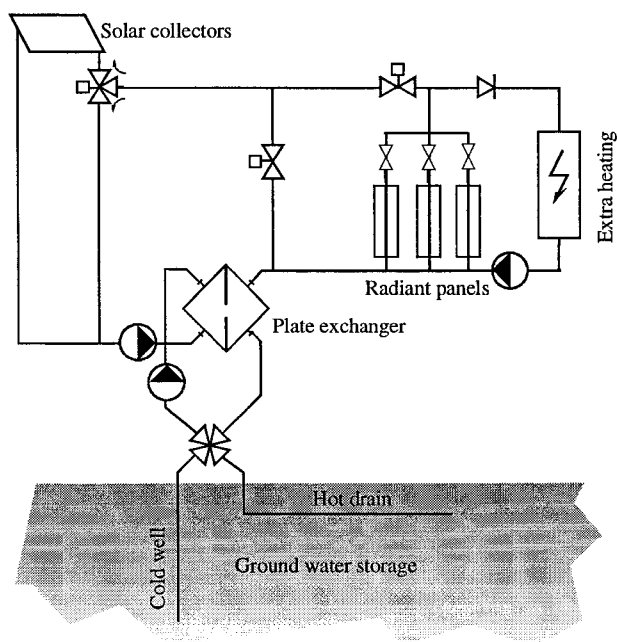 Solar collectors
Extra heating
Radiant panels
Plate exchanger
Hot drain
Cold well
Ground water storage